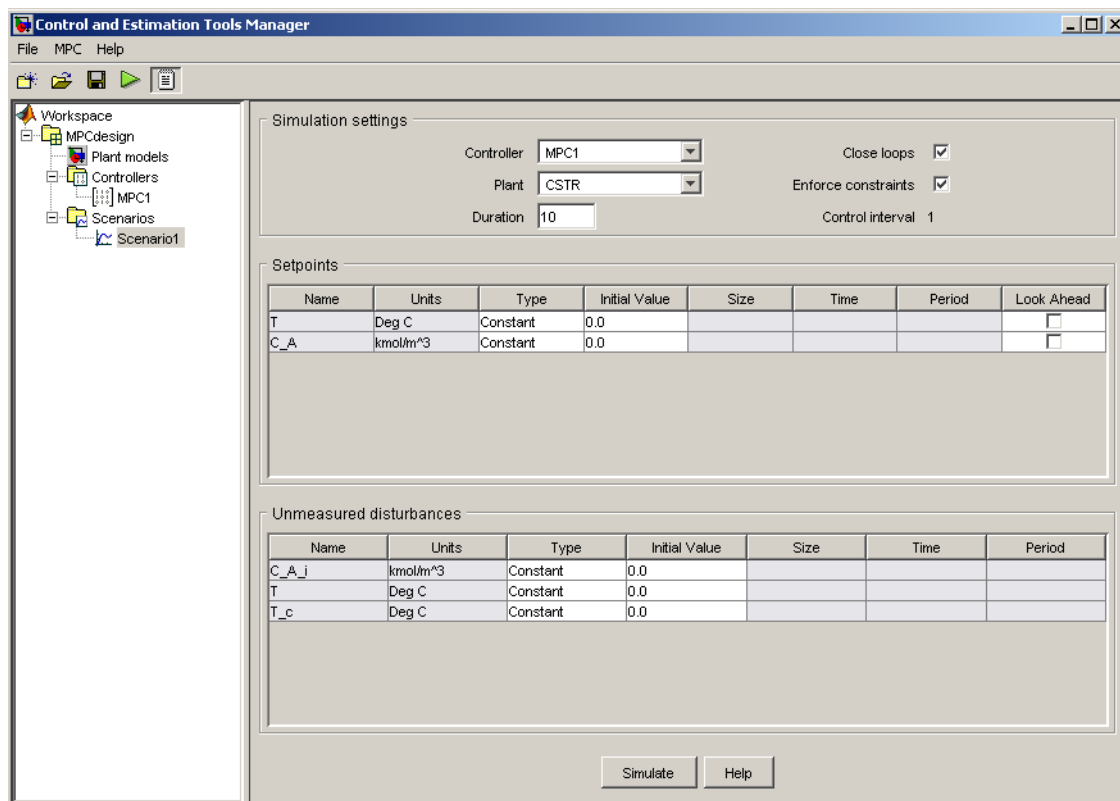 Control and Estimation Tools Manager
File MPC Help
Workspace
MPCdesign
Plant models
Controllers
MPC1
Scenarios
Scenario1
Simulation settings
Controller MPC1 Close loops
Plant CSTR Enforce constraints
Duration 10 Control interval 1
Setpoints
Name Units Type Initial Value Size Time Period Look Ahead
T Deg C Constant 0.0
C_A kmol/m^3 Constant 0.0
Unmeasured disturbances
Name Units Type Initial Value Size Time Period
C_A_i kmol/m^3 Constant 0.0
T Deg C Constant 0.0
T_c Deg C Constant 0.0
Simulate Help